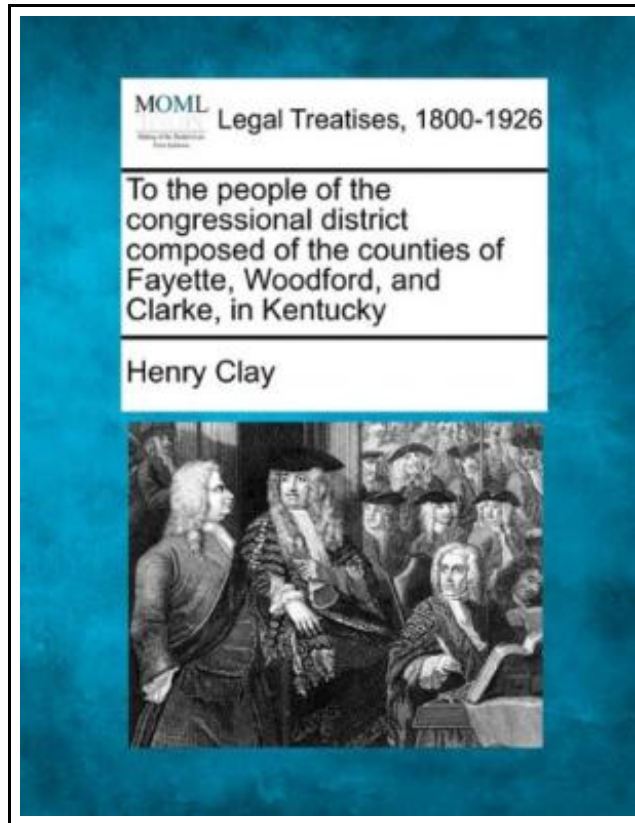 MOML
Legal Treatises, 1800-1926
To the people of the
congressional district
composed of the counties of
Fayette, Woodford, and
Clarke, in Kentucky
Henry Clay